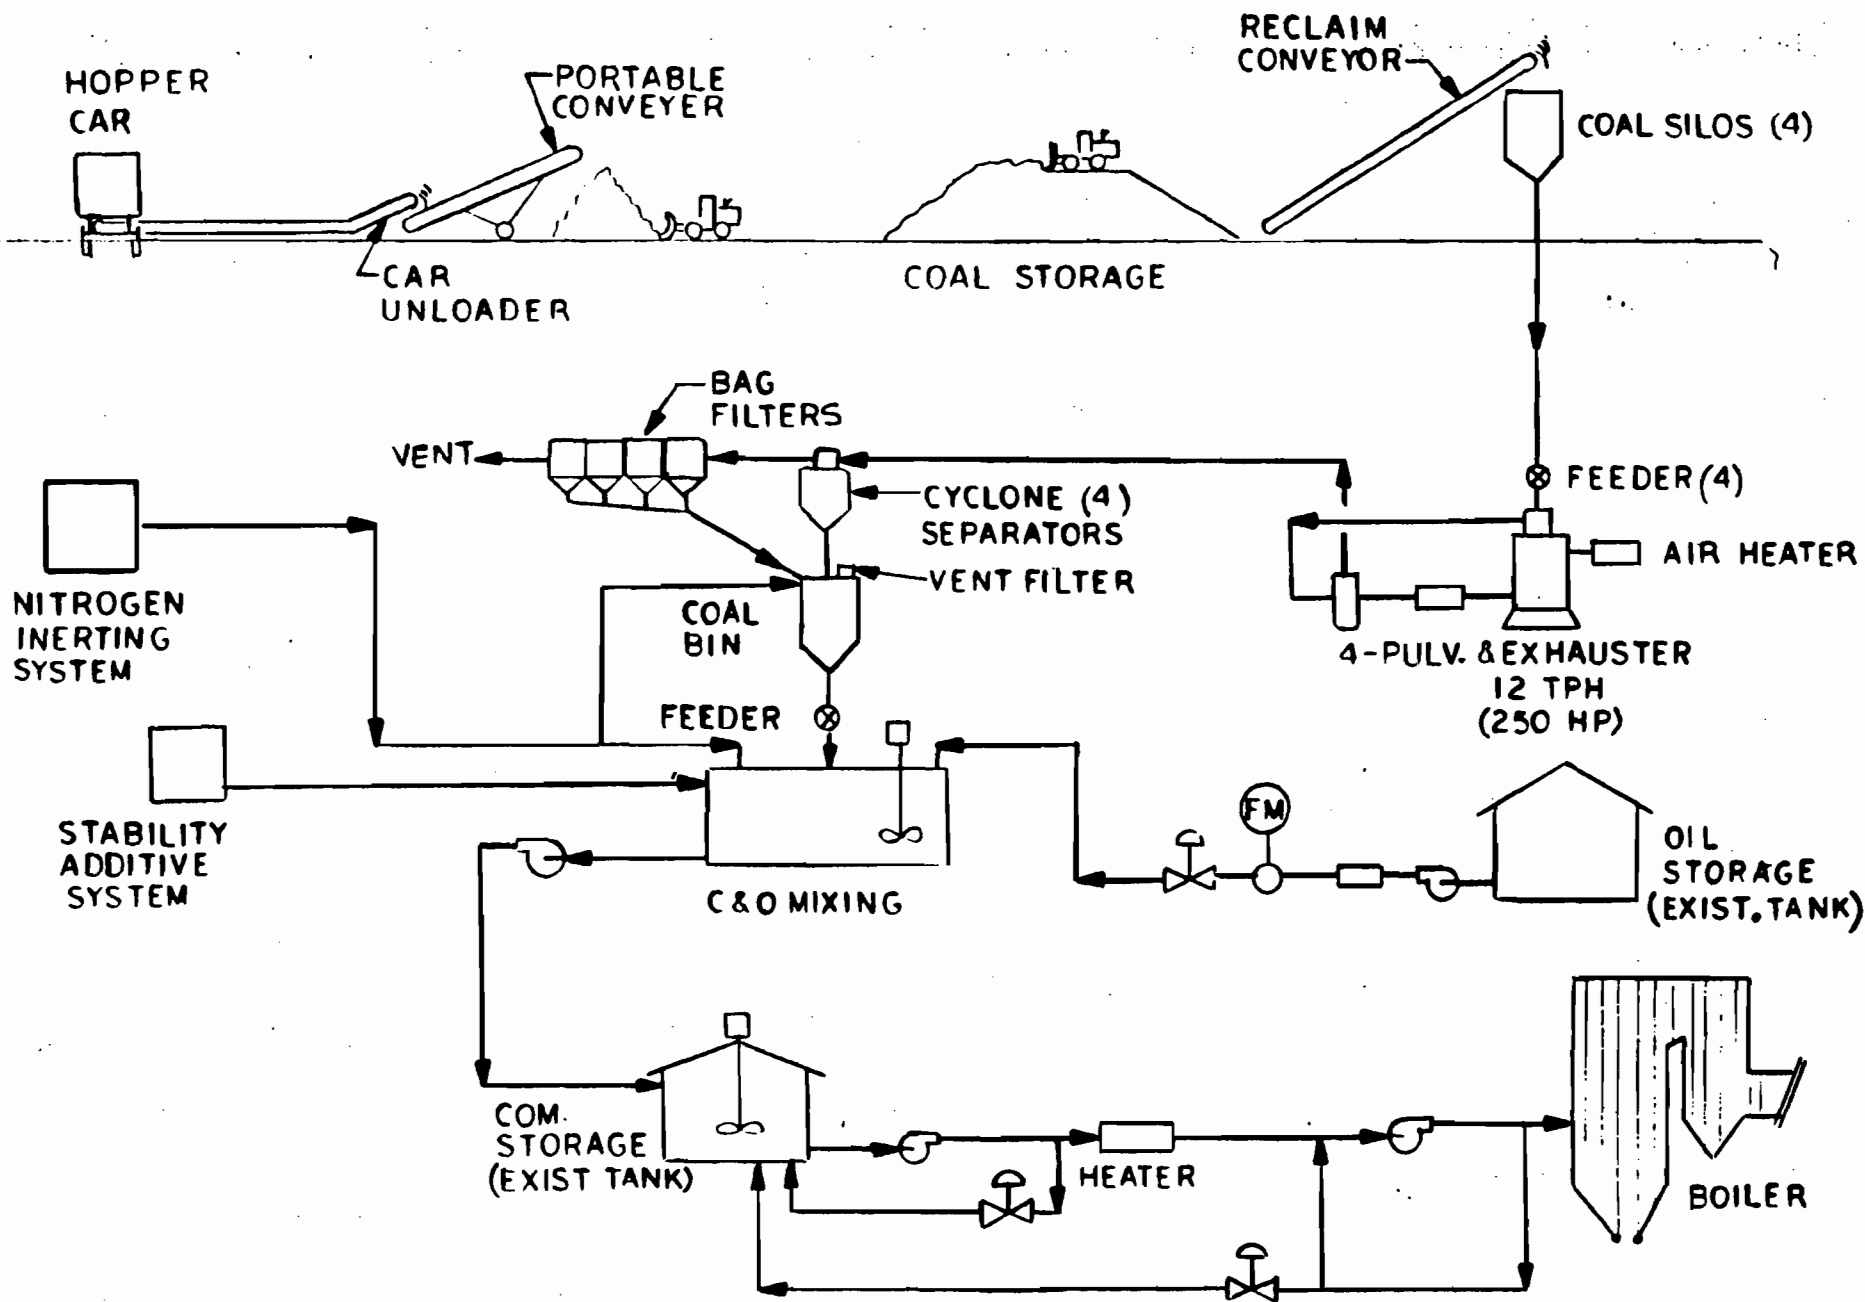 HOPPER
CAR
PORTABLE
CONVEYER
RECLAIM
CONVEYOR
COAL SILOS (4)
CAR
UNLOADER
COAL STORAGE
BAG
FILTERS
VENT
CYCLONE (4)
SEPARATORS
FEEDER (4)
AIR HEATER
VENT FILTER
NITROGEN
INERTING
SYSTEM
COAL
BIN
4-PULV. & EXHAUSTER
12 TPH
(250 HP)
FEEDER
STABILITY
ADDITIVE
SYSTEM
FM
OIL
STORAGE
(EXIST. TANK)
C & O MIXING
COM.
STORAGE
(EXIST TANK)
HEATER
BOILER